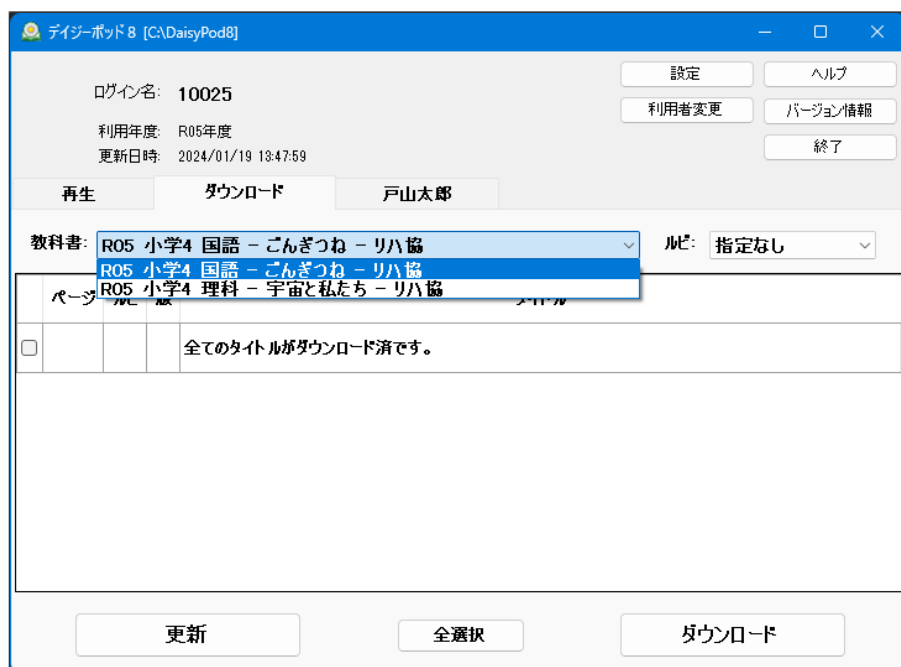 デイジーポッド8 [C:\DaisyPod8]
設定
ヘルプ
ログイン名: 10025
利用者変更
バージョン情報
利用年度: R05年度
終了
更新日時: 2024/01/19 13:47:59
再生
ダウンロード
戸山太郎
教科書: R05 小学4 国語 - ごんぎつね - リハ協
ルビ: 指定なし
R05 小学4 国語 - ごんぎつね - リハ協
R05 小学4 理科 - 宇宙と私たち - リハ協
ページ ルビ 版 タイトル
全てのタイトルがダウンロード済です。
更新
全選択
ダウンロード